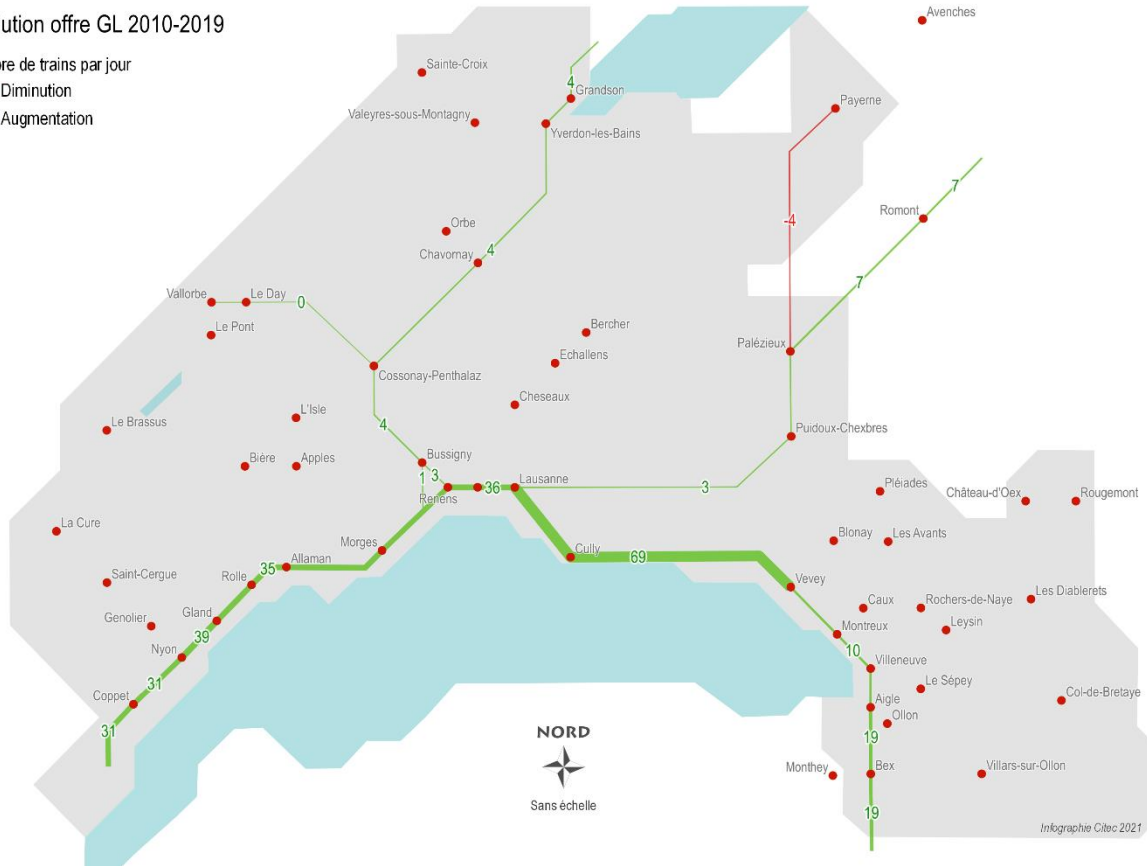 ution offre GL 2010-2019
re de trains par jour
Diminution
Augmentation
Avenches
Sainte-Croix
4
Grandson
Payerne
Valeyres-sous-Montagny
Yverdon-les-Bains
7
Romont
-4
Orbe
Chavornay
4
7
Vallorbe
Le Day
0
Le Pont
Bercher
Palézieux
Echallens
Cossonay-Penthalaz
Cheseaux
Le Brassus
L'Isle
4
Puidoux-Chexbres
Bière
Apples
Bussigny
1
3
Lausanne
Renens
36
3
Pléiades
Château-d'Oex
Rougemont
La Cure
Blonay
Les Avants
Morges
Cully
69
Allaman
35
Saint-Cergue
Rolle
Vevey
Les Diablerets
Caux
Rochers-de-Naye
Genolier
Gland
Leysin
39
Montreux
Nyon
10
Villeneuve
31
Le Sépey
Coppet
Col-de-Bretaye
Aigle
Ollon
31
NORD
19
Monthey
Bex
Villars-sur-Ollon
Sans échelle
19
Infographie Citec 2021